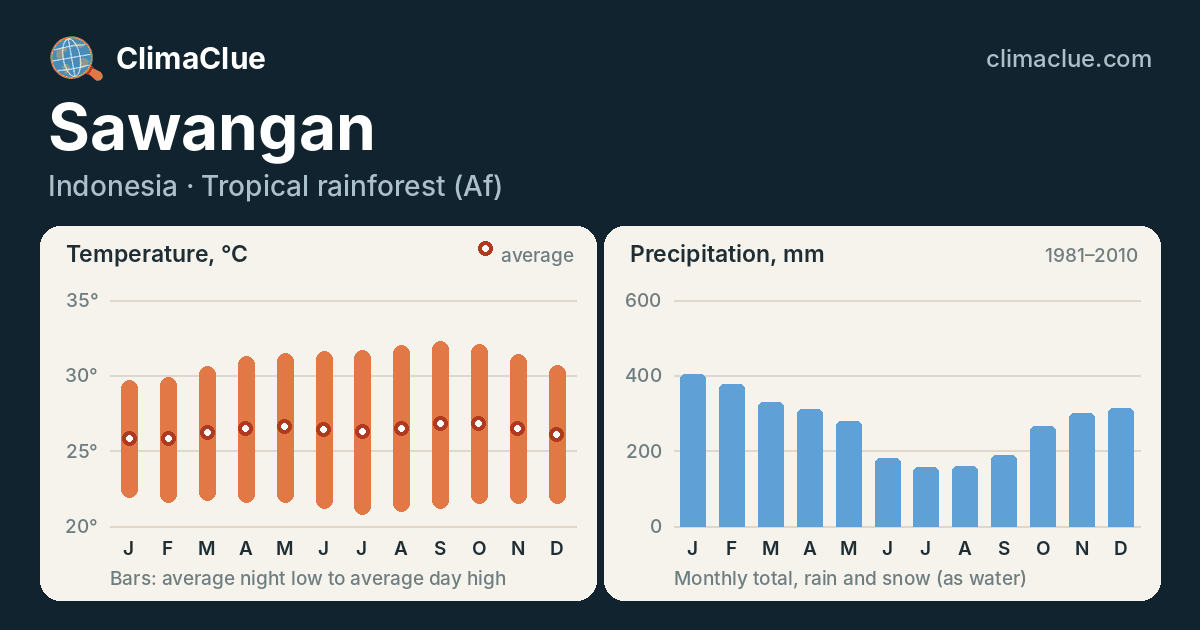 ClimaClue
climaclue.com
Sawangan
Indonesia · Tropical rainforest (Af)
Temperature, °C
average
35°
30°
25°
20°
J F M A M J J A S O N D
Bars: average night low to average day high
Precipitation, mm
1981–2010
600
400
200
0
J F M A M J J A S O N D
Monthly total, rain and snow (as water)